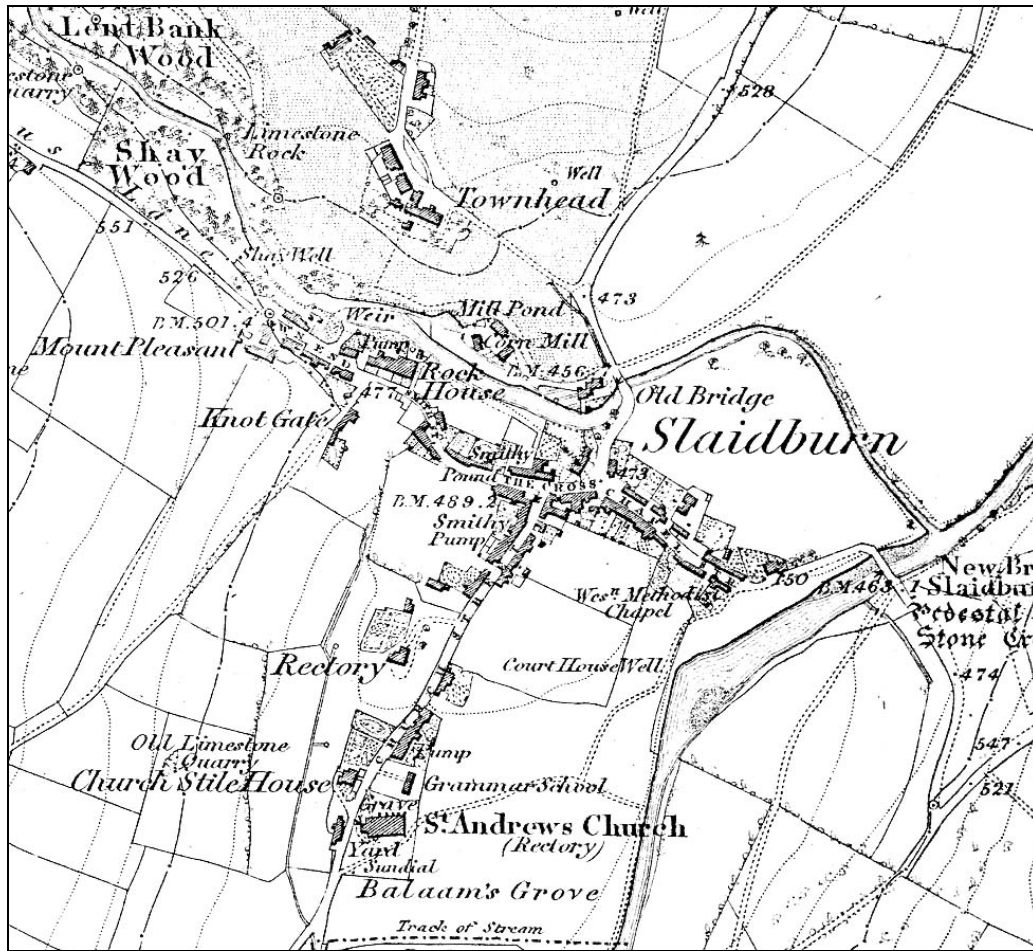 Well
Lent Bank
Wood
528
Limestone
Rock
Shay
Wood
Well
Townhead
551
Lane
Shay Well
526
473
B.M. 501.4
Weir
Mill Pond
Corn Mill
Mount Pleasant
Pump
Rock
House
B.M. 456
477
Old Bridge
Knot Gate
Slaidburn
Smithy
Pound
THE CROSS
473
B.M. 489.2
Smithy
Pump
450
B.M. 463
New Br
Slaidbur
Pedestal
Stone Cr
Wesn. Methodist
Chapel
Rectory
Court House Well
474
Old Limestone
Quarry
Pump
547
Church Stile House
Grammar School
521
Grave
St. Andrews Church
(Rectory)
Yard
Sundial
Balaam's Grove
Track of Stream